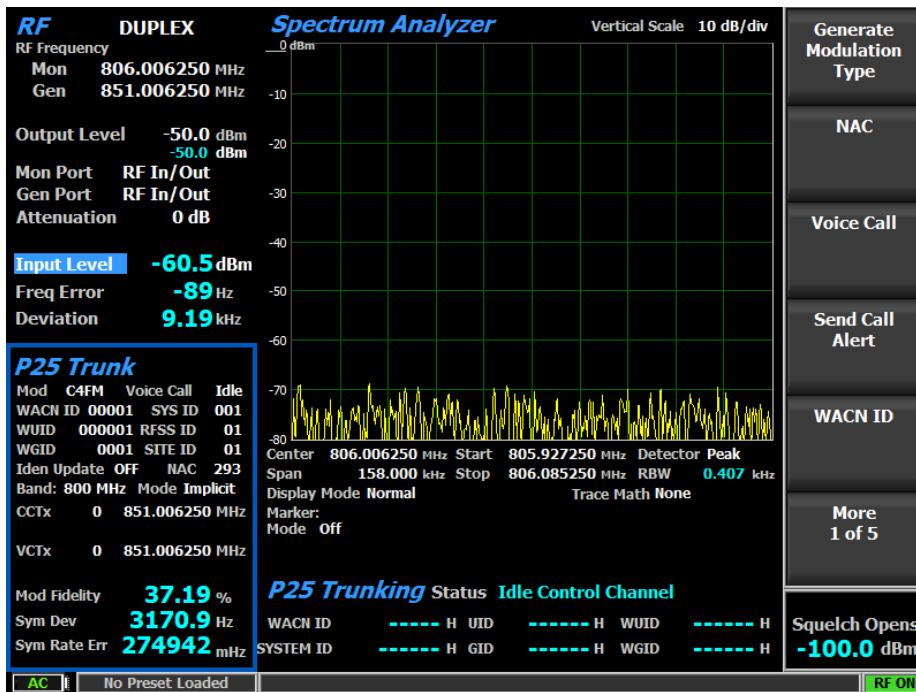 RF DUPLEX
RF Frequency
Mon 806.006250 MHz
Gen 851.006250 MHz
Output Level -50.0 dBm
-50.0 dBm
Mon Port RF In/Out
Gen Port RF In/Out
Attenuation 0 dB
Input Level -60.5 dBm
Freq Error -89 Hz
Deviation 9.19 kHz
P25 Trunk
Mod C4FM Voice Call Idle
WACN ID 00001 SYS ID 001
WUID 000001 RFSS ID 01
WGID 0001 SITE ID 01
Iden Update OFF NAC 293
Band: 800 MHz Mode Implicit
CCTx 0 851.006250 MHz
VCTx 0 851.006250 MHz
Mod Fidelity 37.19 %
Sym Dev 3170.9 Hz
Sym Rate Err 274942 mHz
Spectrum Analyzer Vertical Scale 10 dB/div
0 dBm
-10
-20
-30
-40
-50
-60
-70
-80
Center 806.006250 MHz Start 805.927250 MHz Detector Peak
Span 158.000 kHz Stop 806.085250 MHz RBW 0.407 kHz
Display Mode Normal Trace Math None
Marker:
Mode Off
P25 Trunking Status Idle Control Channel
WACN ID ----- H UID ------ H WUID ------ H
SYSTEM ID ----- H GID ------ H WGID ------ H
Generate
Modulation
Type
NAC
Voice Call
Send Call
Alert
WACN ID
More
1 of 5
Squelch Opens
-100.0 dBm
AC No Preset Loaded RF ON